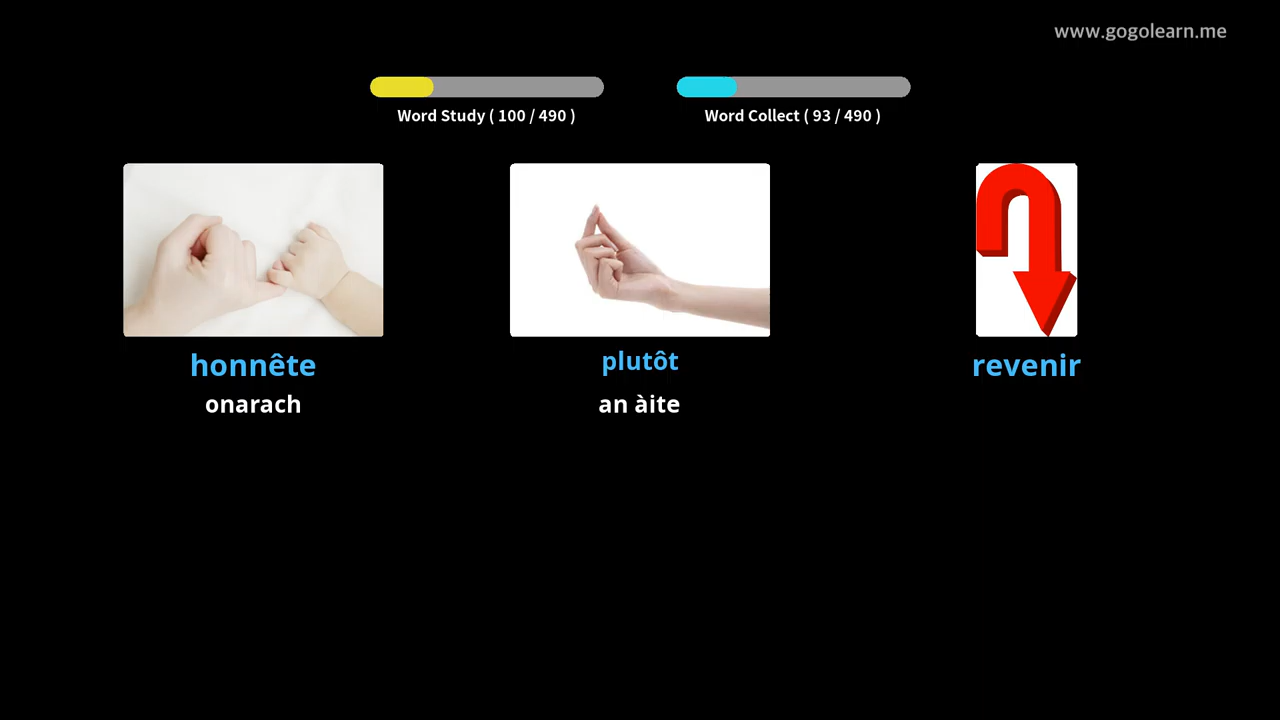 www.gogolearn.me
Word Study ( 100 / 490 )
Word Collect ( 93 / 490 )
honnête
onarach
plutôt
an àite
revenir